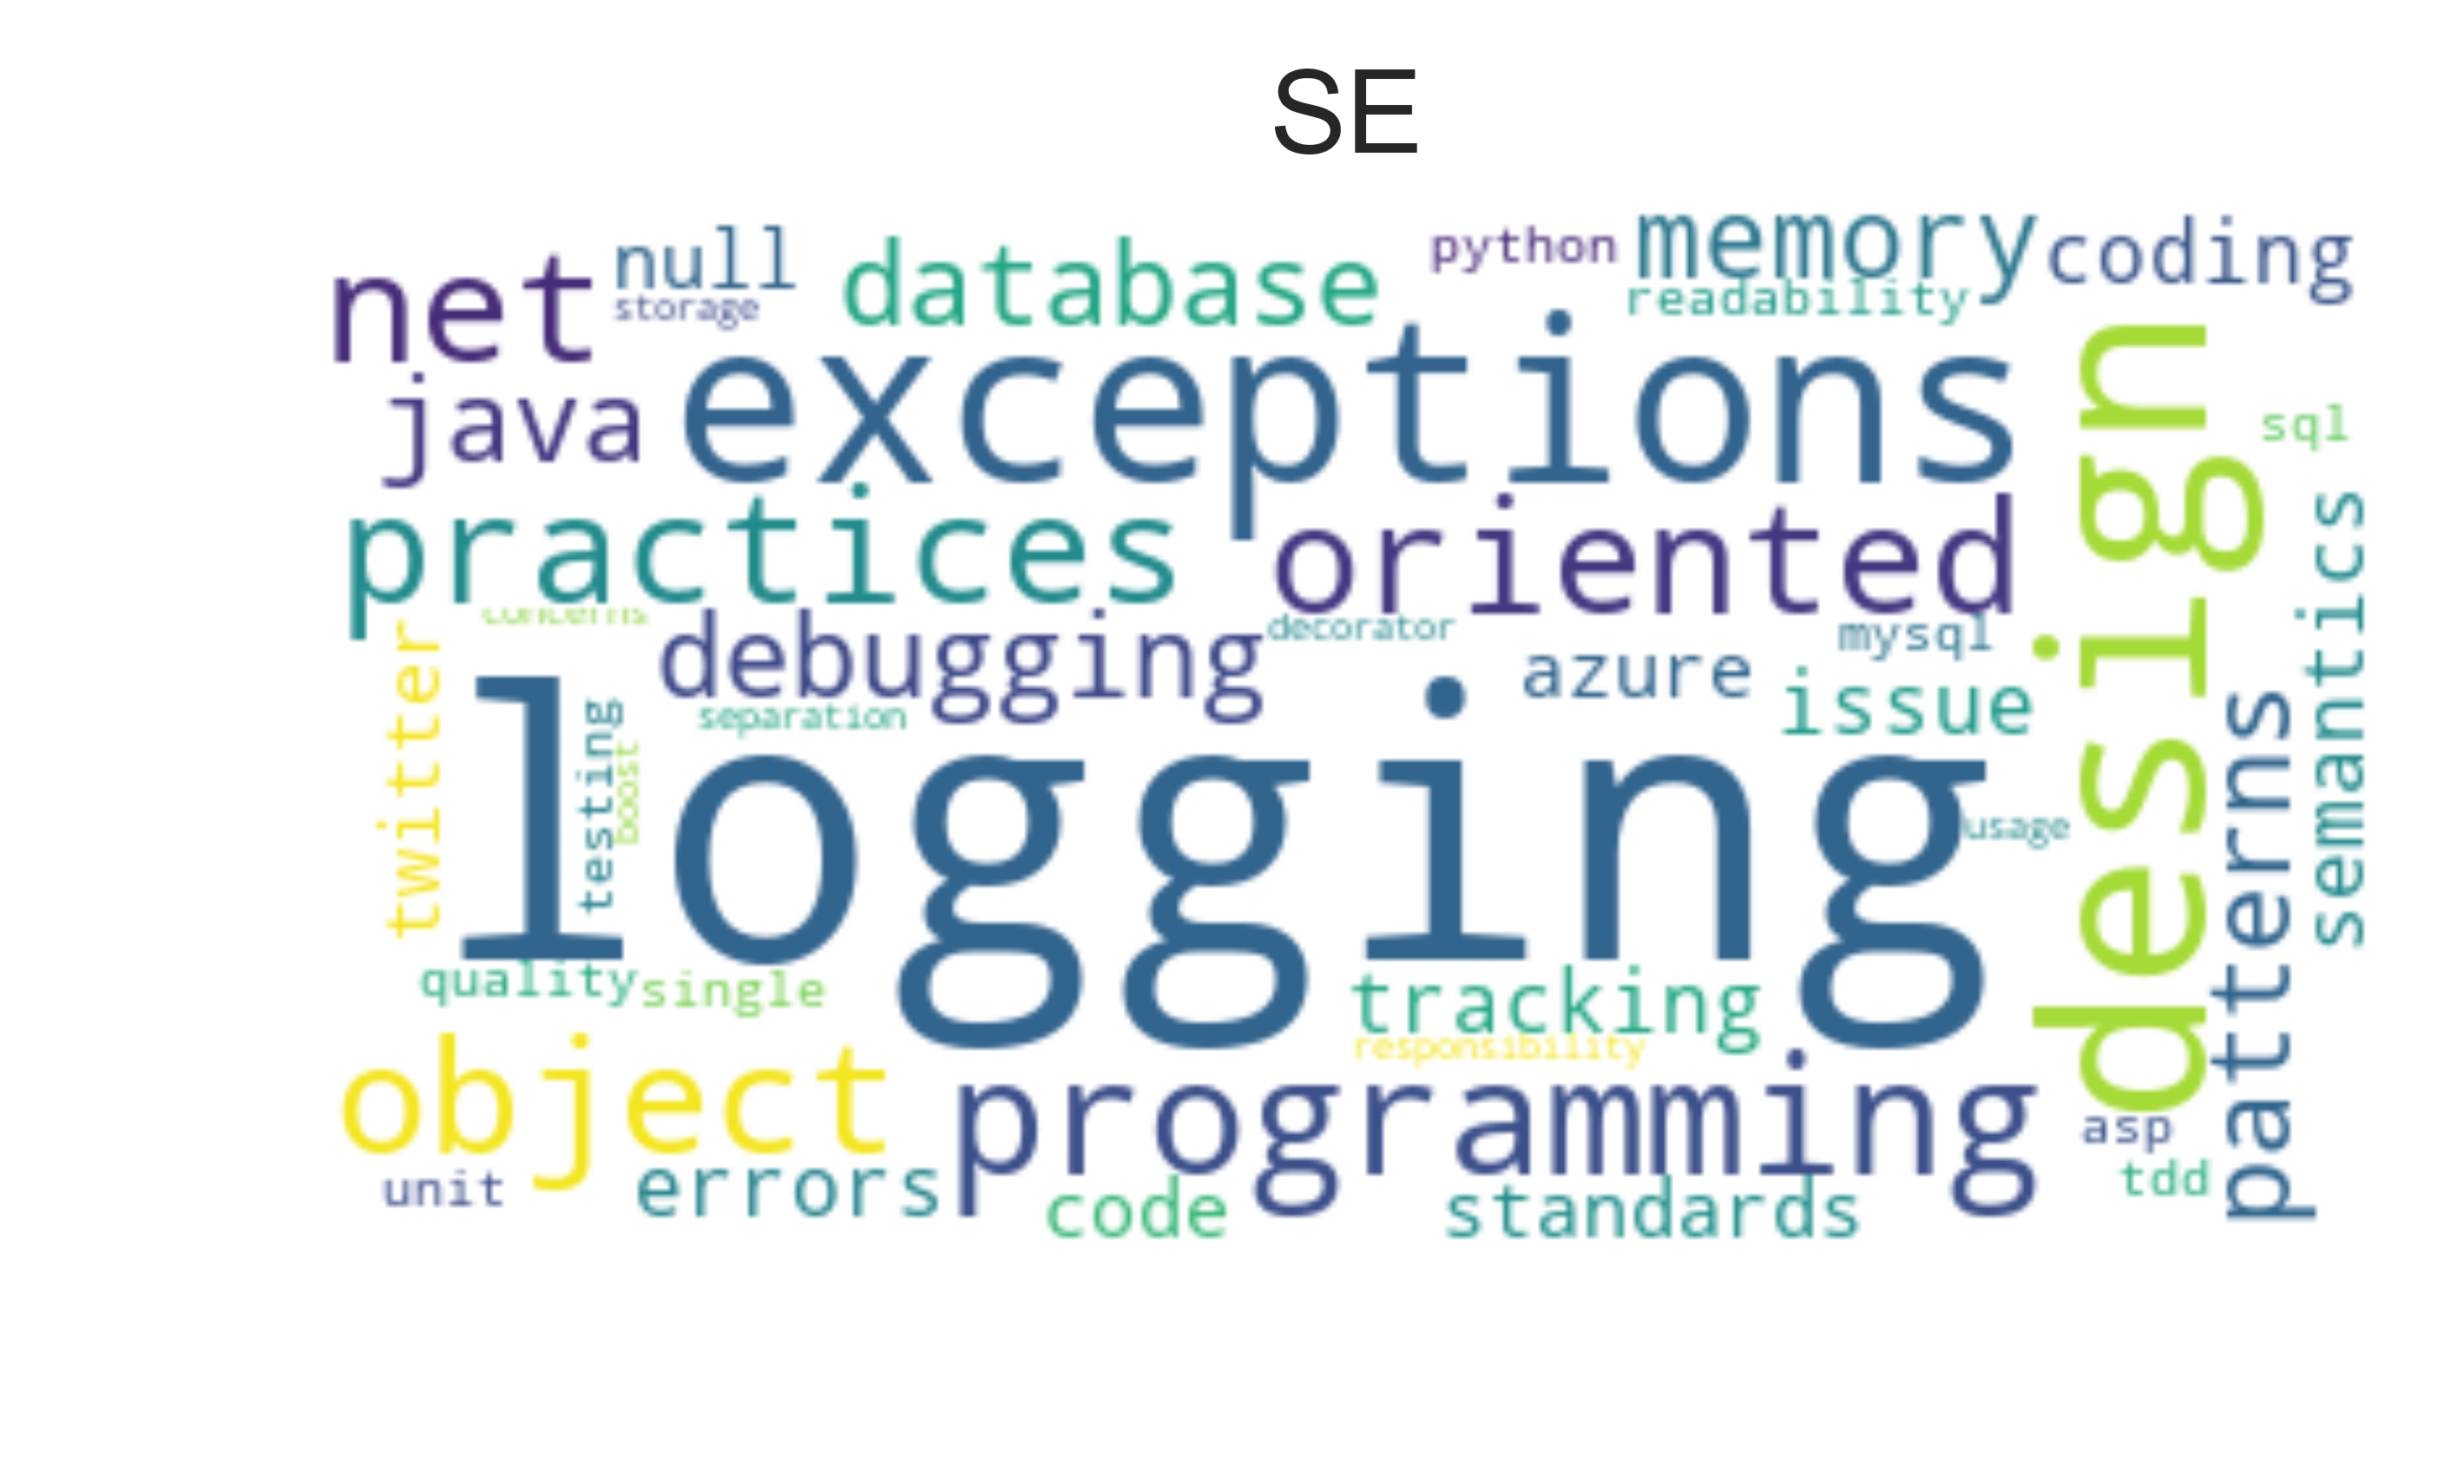 SE
net
null
storage
database
python
memory
coding
readability
java
exceptions
design
sql
practices
oriented
semantics
concerns
debugging
decorator
mysql
azure
issue
twitter
testing
boost
separation
logging
usage
patterns
quality
single
tracking
responsibility
object
programming
asp
tdd
unit
errors
code
standards